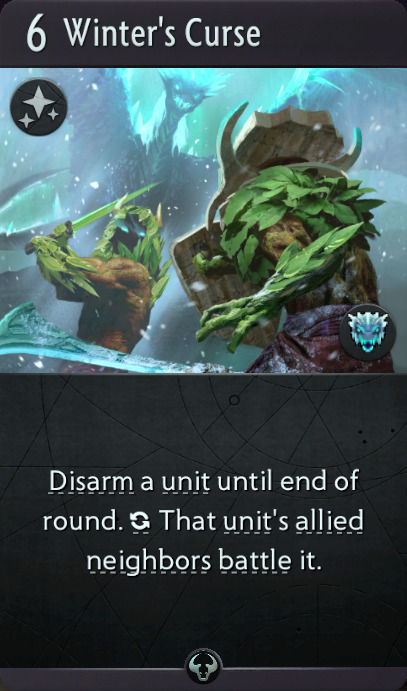 6 Winter's Curse
Disarm a unit until end of
round. That unit's allied
neighbors battle it.